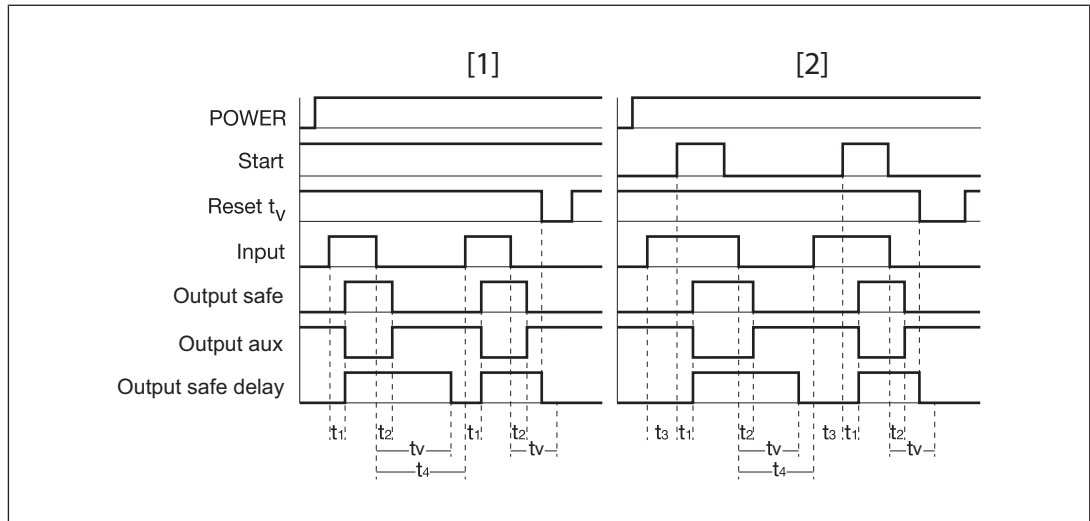 [1] [2]
POWER
Start
Reset tV
Input
Output safe
Output aux
Output safe delay
t1 t2 t1 t2 t3 t1 t2 t3 t1 t2
tv tv tv tv
t4 t4